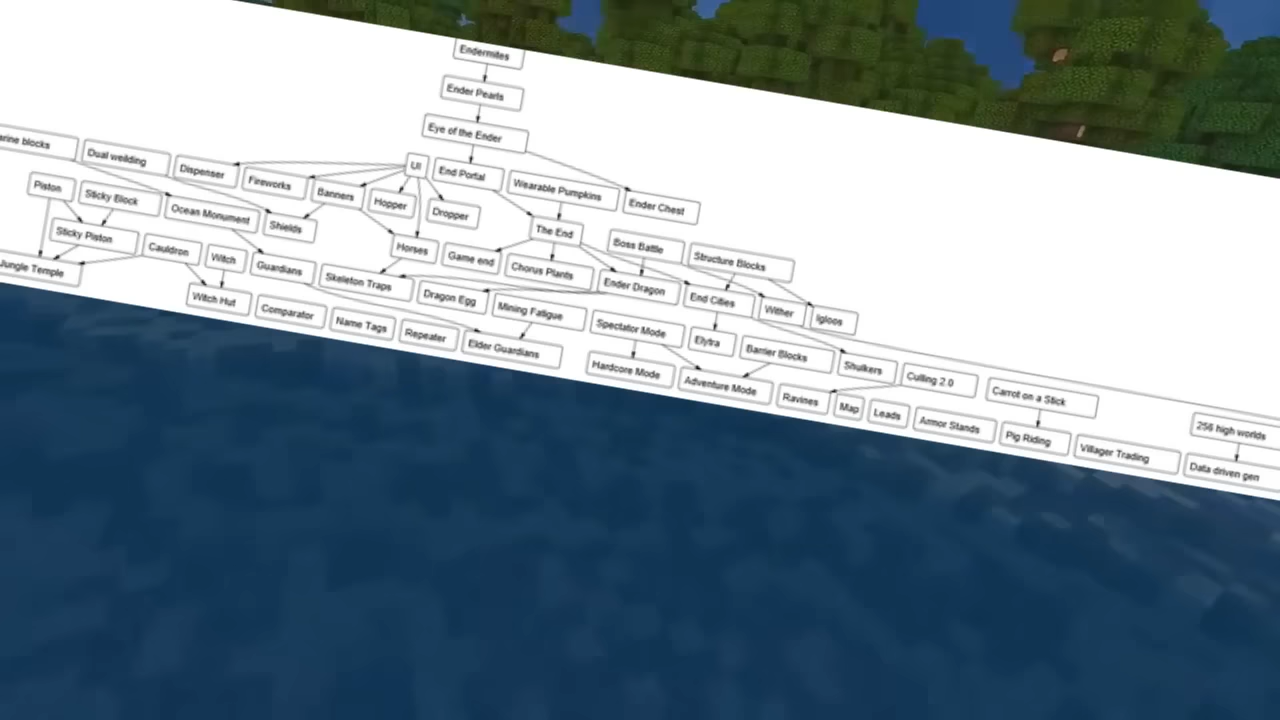 Endermites
Ender Pearls
Eye of the Ender
UI
End Portal
Wearable Pumpkins
Ender Chest
blocks
Dual weilding
Dispenser
Fireworks
Banners
Hopper
Dropper
The End
Boss Battle
Structure Blocks
Piston
Sticky Block
Ocean Monument
Shields
Horses
Game end
Chorus Plants
Ender Dragon
End Cities
Wither
Igloos
Sticky Piston
Cauldron
Witch
Guardians
Skeleton Traps
Dragon Egg
Mining Fatigue
Spectator Mode
Elytra
Barrier Blocks
Shulkers
Culling 2.0
Carrot on a Stick
256 high worlds
Jungle Temple
Witch Hut
Comparator
Name Tags
Repeater
Elder Guardians
Hardcore Mode
Adventure Mode
Ravines
Map
Leads
Armor Stands
Pig Riding
Villager Trading
Data driven gen